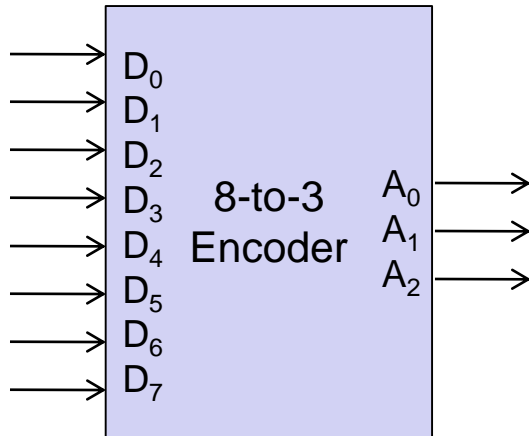 D₀
D₁
D₂
D₃
D₄
D₅
D₆
D₇
8-to-3
Encoder
A₀
A₁
A₂